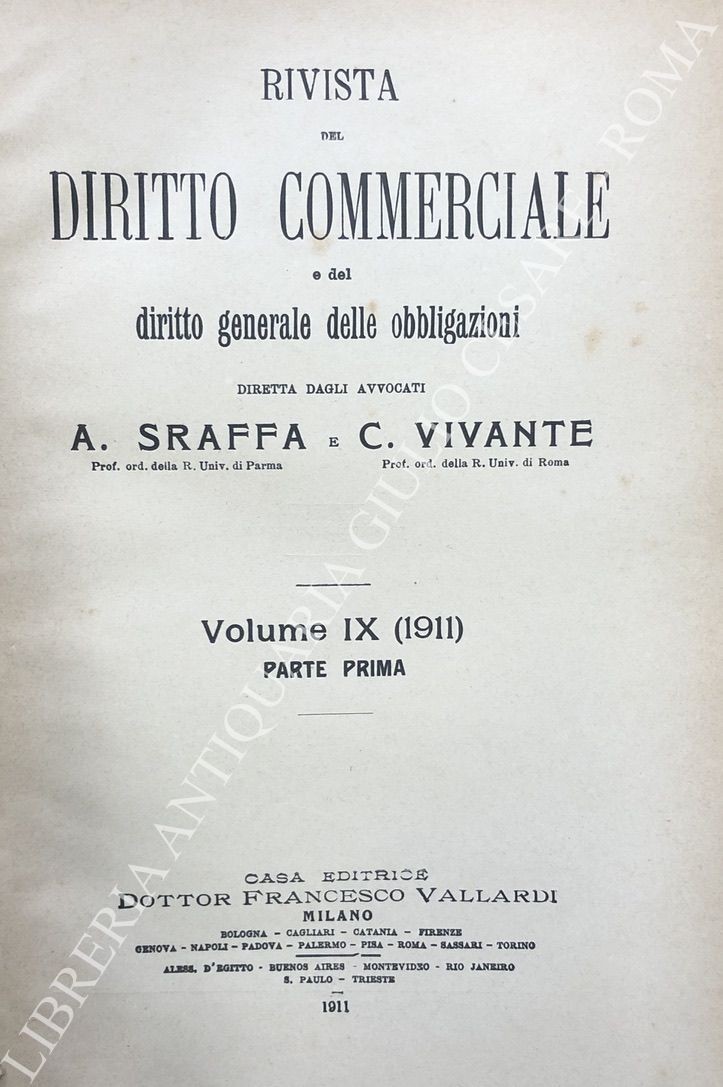 RIVISTA
DEL
DIRITTO COMMERCIALE
e del
diritto generale delle obbligazioni
DIRETTA DAGLI AVVOCATI
A. SRAFFA E C. VIVANTE
Prof. ord. della R. Univ. di Parma Prof. ord. della R. Univ. di Roma
Volume IX (1911)
PARTE PRIMA
CASA EDITRICE
DOTTOR FRANCESCO VALLARDI
MILANO
BOLOGNA - CAGLIARI - CATANIA - FIRENZE
GENOVA - NAPOLI - PADOVA - PALERMO - PISA - ROMA - SASSARI - TORINO
ALESS. D'EGITTO - BUENOS AIRES - MONTEVIDEO - RIO JANEIRO
S. PAULO - TRIESTE
1911
LIBRERIA ANTIQUARIA GIULIO CESARE - ROMA